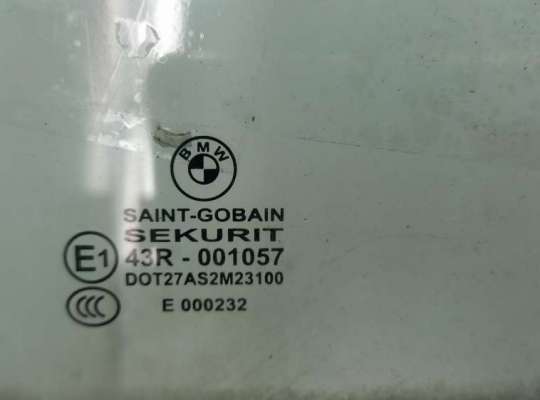 BMW
SAINT-GOBAIN
SEKURIT
E1 43R - 001057
DOT27AS2M23100
CCC E 000232